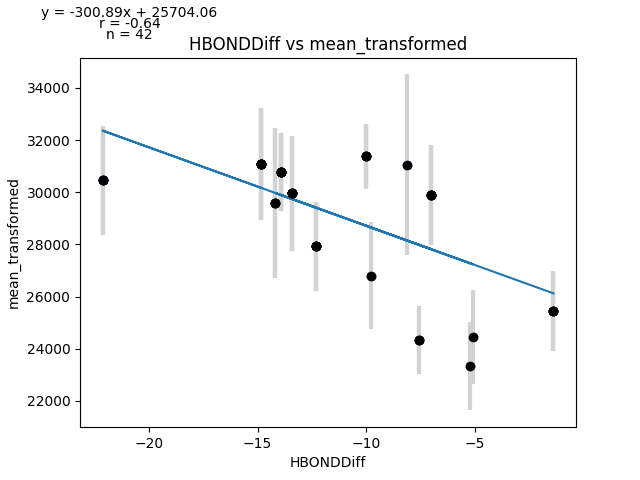 y = -300.89x + 25704.06
r = -0.64
n = 42
HBONDDiff vs mean_transformed
34000
32000
30000
28000
26000
24000
22000
mean_transformed
−20
−15
−10
−5
HBONDDiff